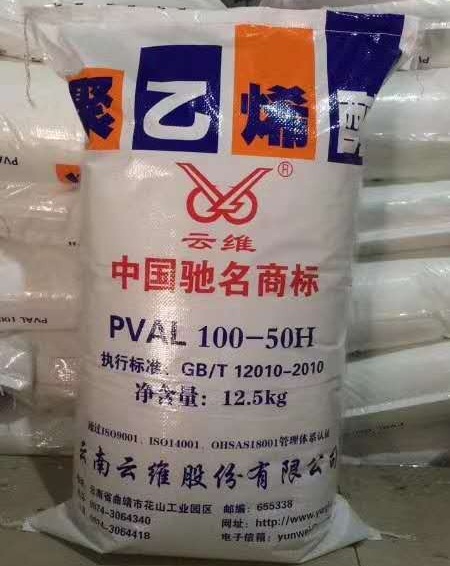 聚乙烯醇
®
云维
中国驰名商标
PVAL 100-50H
执行标准: GB/T 12010-2010
净含量: 12.5kg
通过ISO9001、ISO14001、OHSAS18001管理体系认证
云南云维股份有限公司
云南省曲靖市花山工业园区 邮编: 655338
0874-3064340 网址: http://www.
0874-3064418 电子信箱: yunwei
PVAL
PVAL 100